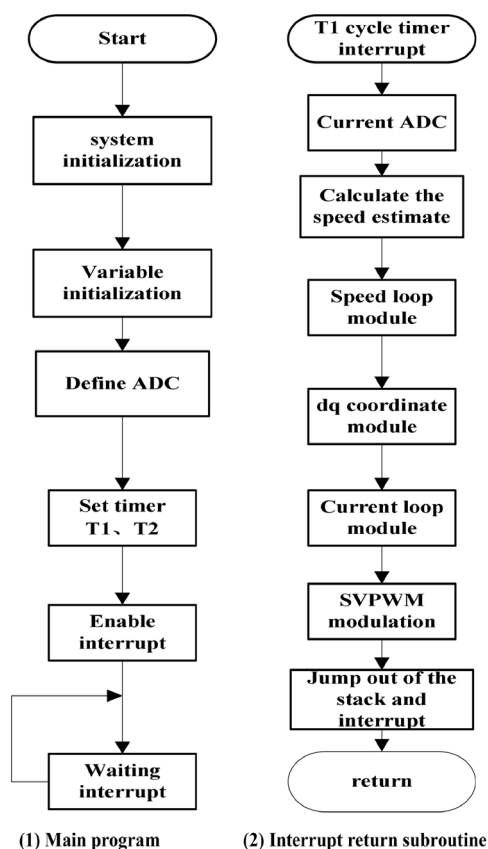 Start
system
initialization
Variable
initialization
Define ADC
Set timer
T1、T2
Enable
interrupt
Waiting
interrupt
(1) Main program
T1 cycle timer
interrupt
Current ADC
Calculate the
speed estimate
Speed loop
module
dq coordinate
module
Current loop
module
SVPWM
modulation
Jump out of the
stack and
interrupt
return
(2) Interrupt return subroutine